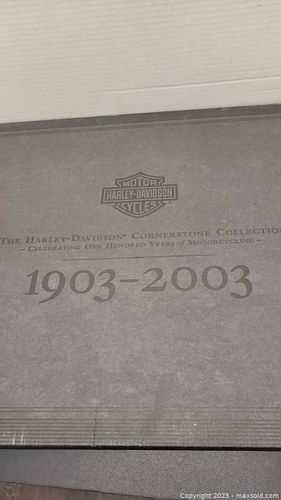 MOTOR
HARLEY-DAVIDSON
CYCLES
THE HARLEY-DAVIDSON® CORNERSTONE COLLECTION
– CELEBRATING ONE HUNDRED YEARS of MOTORCYCLING –
1903–2003
Copyright © 2025 - maxsold.com